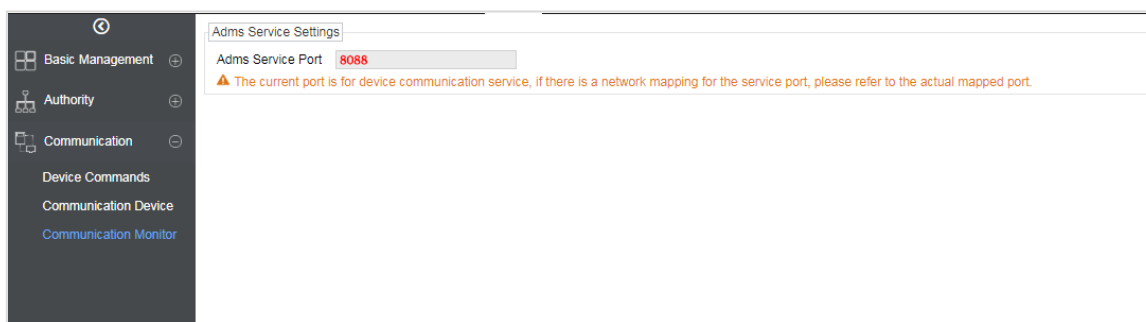 Basic Management
Authority
Communication
Device Commands
Communication Device
Communication Monitor
Adms Service Settings
Adms Service Port 8088
The current port is for device communication service, if there is a network mapping for the service port, please refer to the actual mapped port.